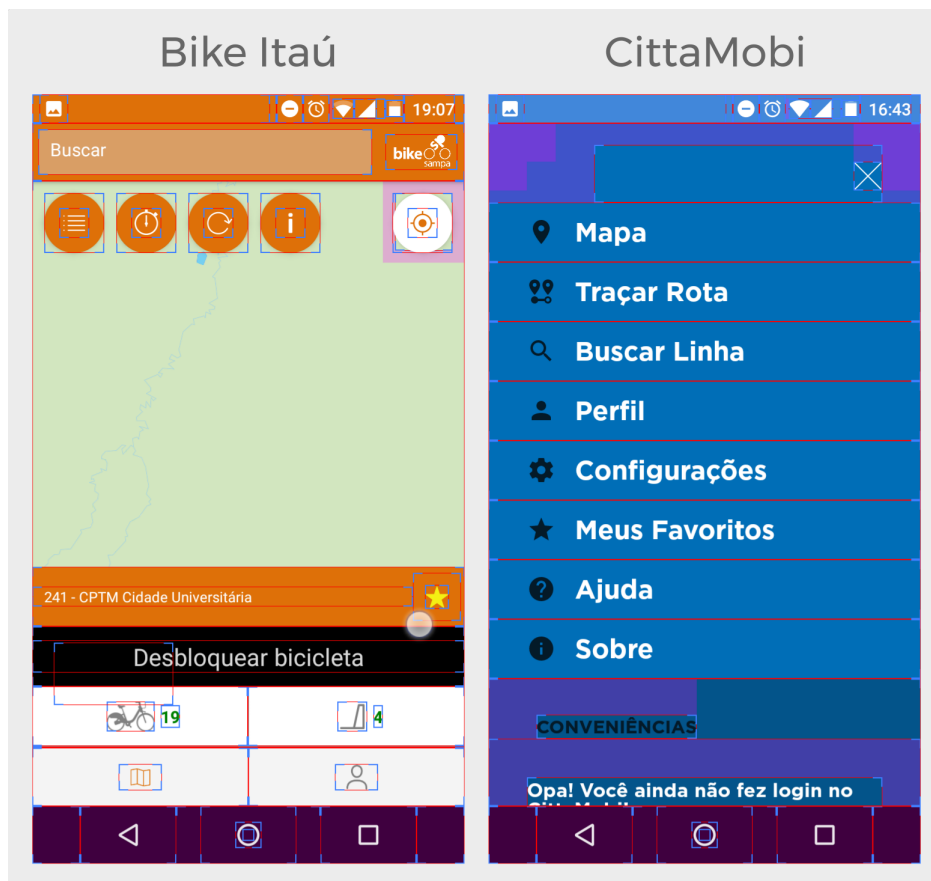 Bike Itaú
CittaMobi
19:07
Buscar
bike
sampa
i
241 - CPTM Cidade Universitária
Desbloquear bicicleta
19
4
16:43
Mapa
Traçar Rota
Buscar Linha
Perfil
Configurações
Meus Favoritos
Ajuda
Sobre
CONVENIÊNCIAS
Opa! Você ainda não fez login no